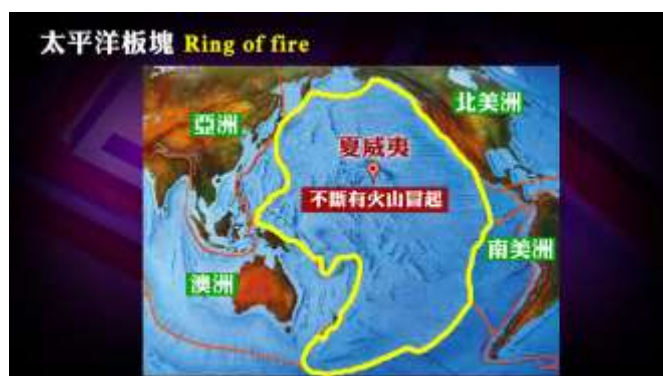 太平洋板塊 Ring of fire
亞洲
北美洲
夏威夷
不斷有火山冒起
南美洲
澳洲